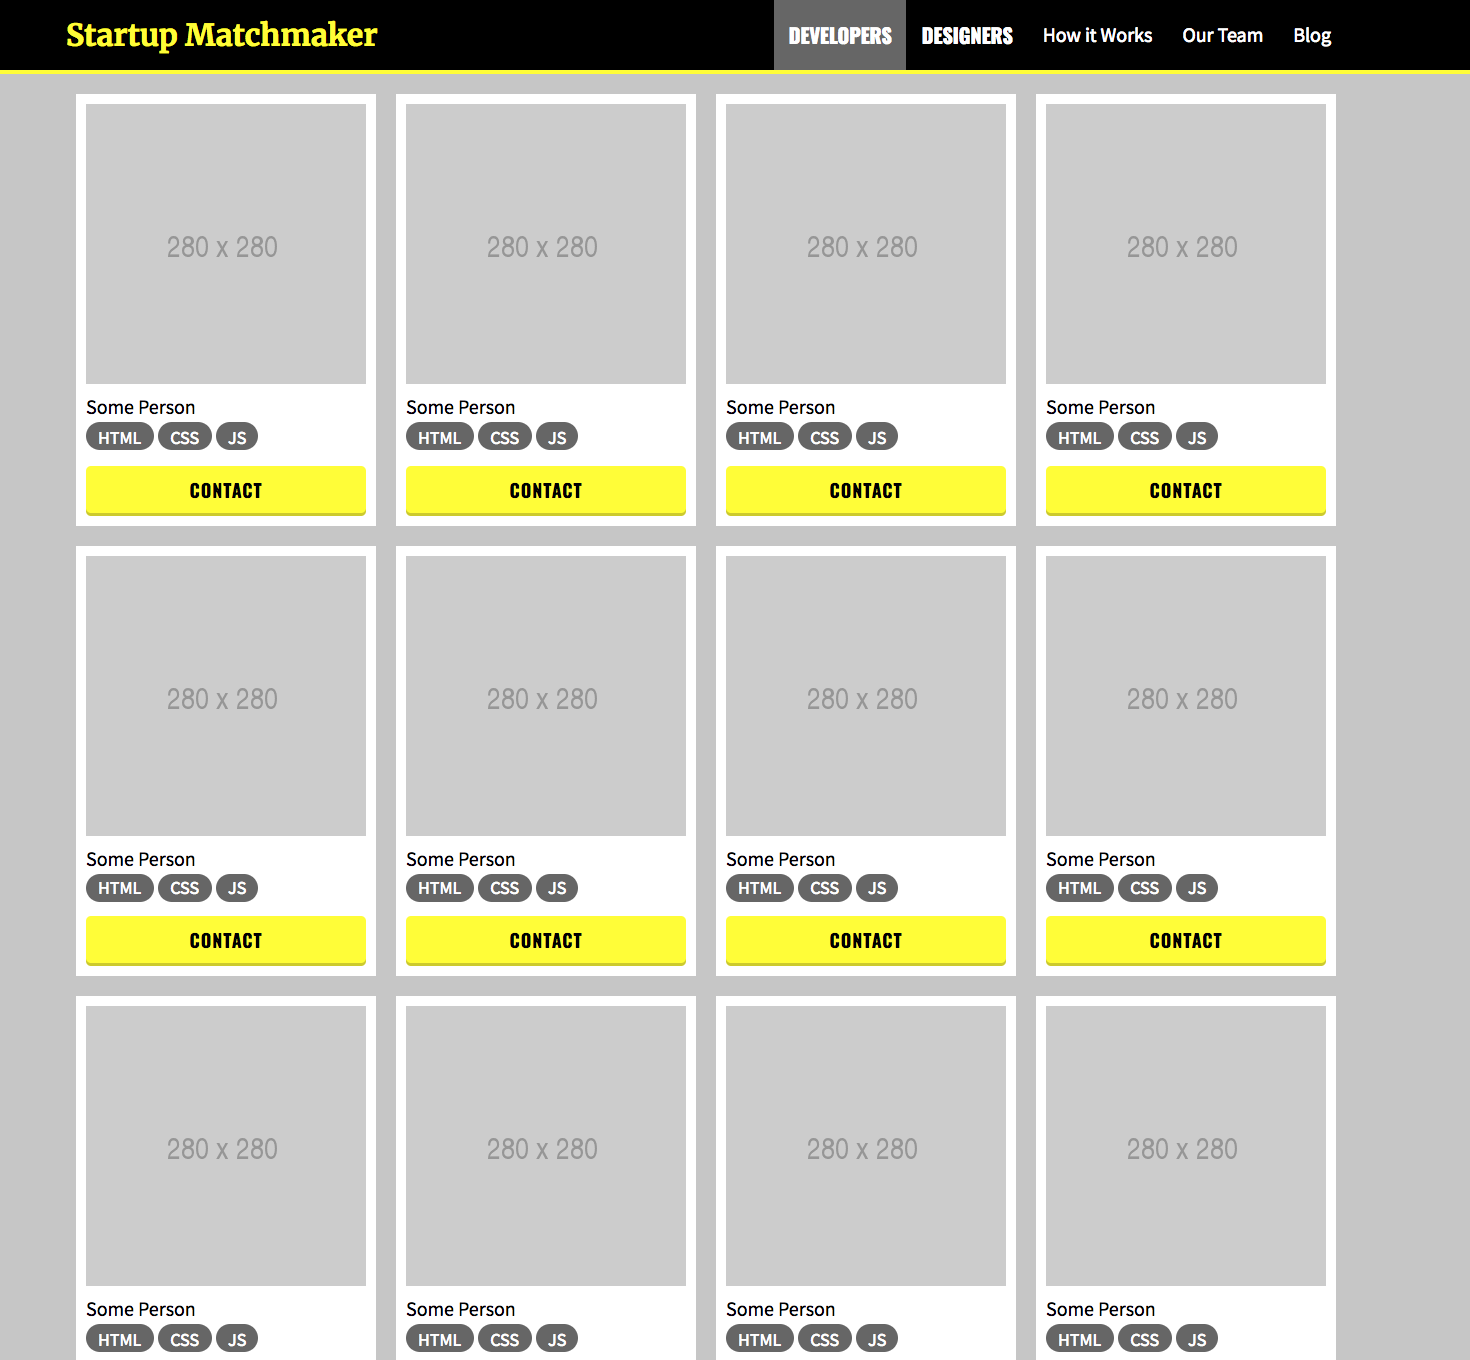 Startup Matchmaker DEVELOPERS DESIGNERS How it Works Our Team Blog
280 x 280 280 x 280 280 x 280 280 x 280
Some Person Some Person Some Person Some Person
HTML CSS JS HTML CSS JS HTML CSS JS HTML CSS JS
CONTACT CONTACT CONTACT CONTACT
280 x 280 280 x 280 280 x 280 280 x 280
Some Person Some Person Some Person Some Person
HTML CSS JS HTML CSS JS HTML CSS JS HTML CSS JS
CONTACT CONTACT CONTACT CONTACT
280 x 280 280 x 280 280 x 280 280 x 280
Some Person Some Person Some Person Some Person
HTML CSS JS HTML CSS JS HTML CSS JS HTML CSS JS